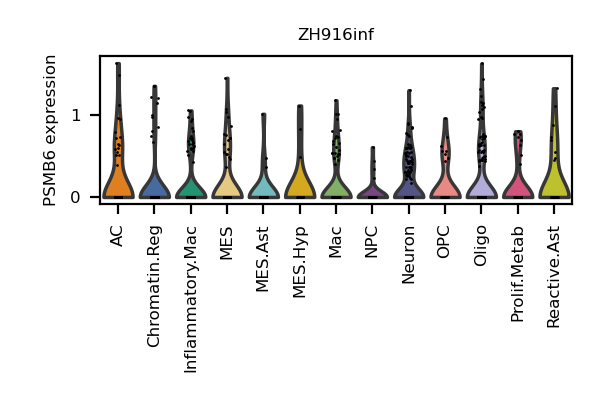 ZH916inf
PSMB6 expression
1
0
AC
Chromatin.Reg
Inflammatory.Mac
MES
MES.Ast
MES.Hyp
Mac
NPC
Neuron
OPC
Oligo
Prolif.Metab
Reactive.Ast